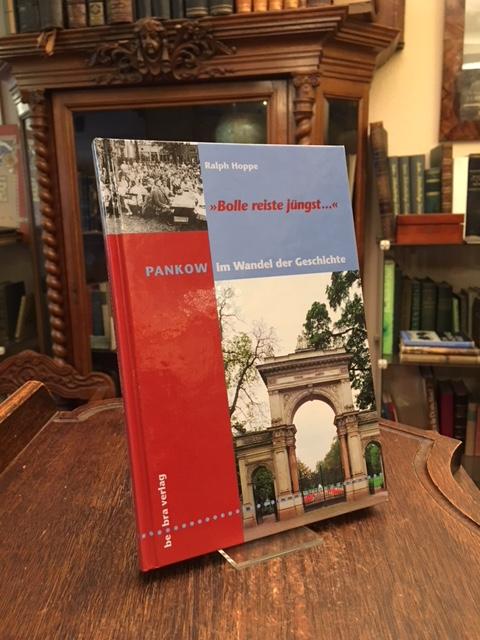 Ralph Hoppe
»Bolle reiste jüngst...«
PANKOW im Wandel der Geschichte
be.bra verlag